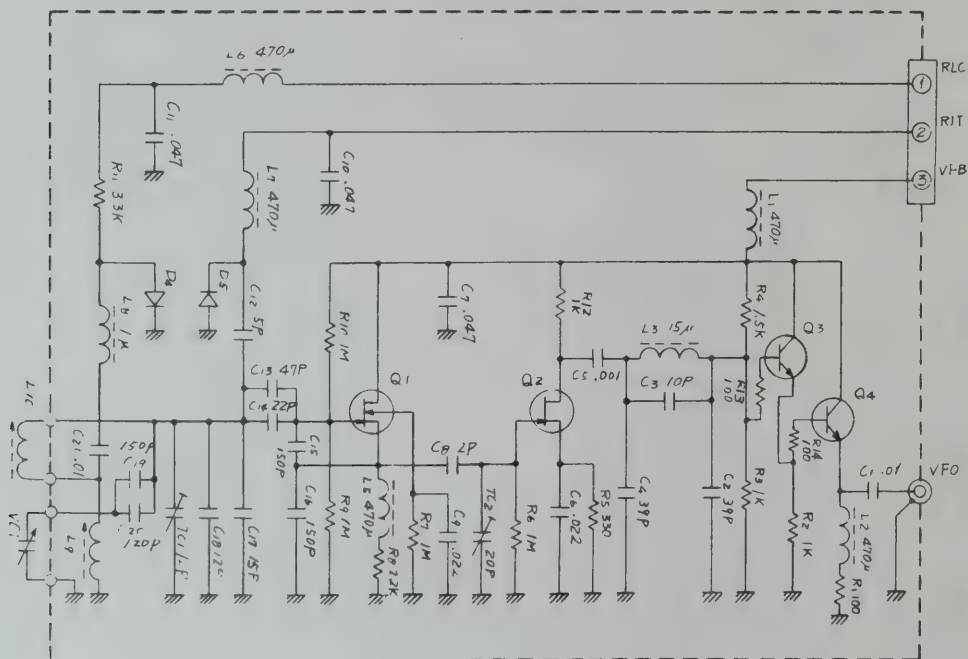 L6 470μ
RLC
①
RIT
②
VFB
③
C11 .047
R11 33K
L7 470μ
C10 .047
L1 470μ
D4
D5
C12 5P
L8 1μ
R10 1M
C7 .047
R12 1K
R4 1.5K
Q3
L3 15μ
C5 .001
C3 10P
R13 100
C13 47P
C14 22P
Q1
Q2
Q4
C15 150P
C8 2P
R14 100
C21 .01
150P
C19
120P
VC1
L9
C18
C17 15P
C16 150P
R9 1M
L5 470μ
R8 2.2K
R7 1M
C9
TC2 20P
R6 1M
C6 .022
R5 330
C4 39P
C2 39P
R3 1K
R2 1K
C1 .01
VFO
L2 470μ
R1 100